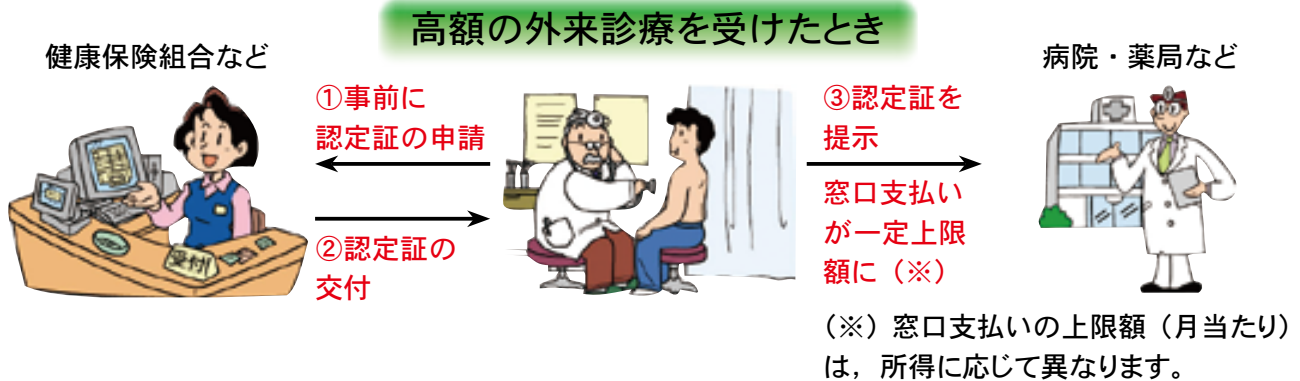 高額の外来診療を受けたとき
健康保険組合など
①事前に
認定証の申請
②認定証の
交付
受付
病院・薬局など
③認定証を
提示
窓口支払い
が一定上限
額に（※）
（※）窓口支払いの上限額（月当たり）
は，所得に応じて異なります。